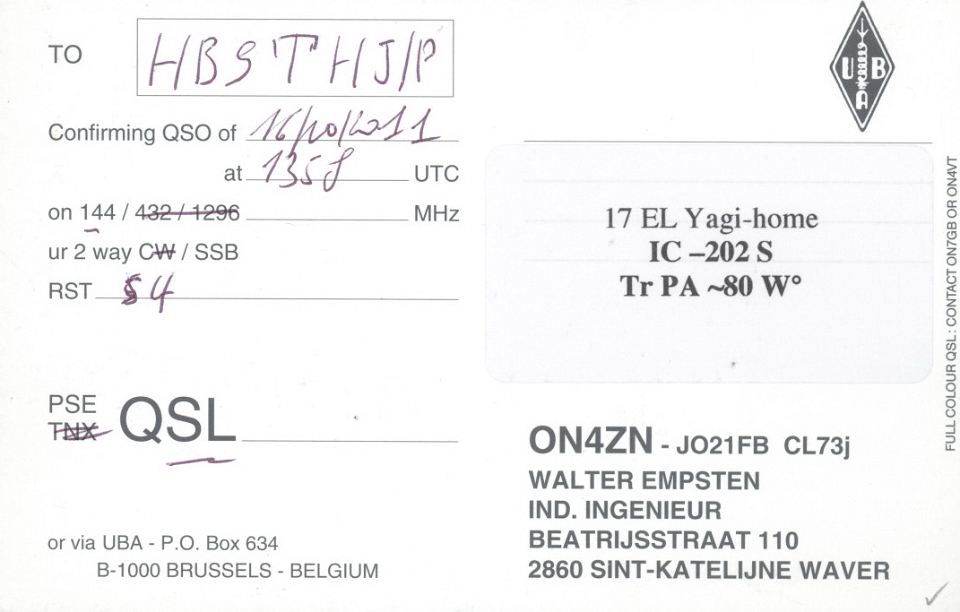 TO HB9THJ/P
Confirming QSO of 16/10/2011
at 1358 UTC
on 144 / 432 / 1296 MHz
ur 2 way CW / SSB
RST 54
PSE
TNX QSL
or via UBA - P.O. Box 634
B-1000 BRUSSELS - BELGIUM
UBA
17 EL Yagi-home
IC –202 S
Tr PA ~80 W°
ON4ZN - JO21FB CL73j
WALTER EMPSTEN
IND. INGENIEUR
BEATRIJSSTRAAT 110
2860 SINT-KATELIJNE WAVER
FULL COLOUR QSL: CONTACT ON7GB OR ON4VT